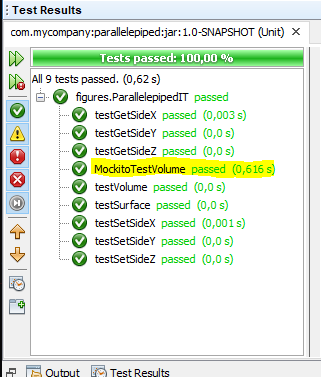 Test Results
com.mycompany:parallelepiped:jar:1.0-SNAPSHOT (Unit)
Tests passed: 100,00 %
All 9 tests passed. (0,62 s)
figures.ParallelepipedIT passed
testGetSideX passed (0,003 s)
testGetSideY passed (0,0 s)
testGetSideZ passed (0,0 s)
MockitoTestVolume passed (0,616 s)
testVolume passed (0,0 s)
testSurface passed (0,0 s)
testSetSideX passed (0,001 s)
testSetSideY passed (0,0 s)
testSetSideZ passed (0,0 s)
Output Test Results